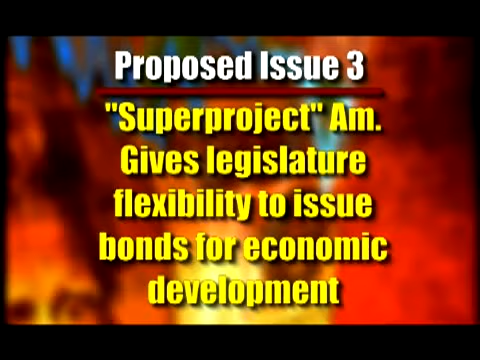 Proposed Issue 3
"Superproject" Am.
Gives legislature
flexibility to issue
bonds for economic
development